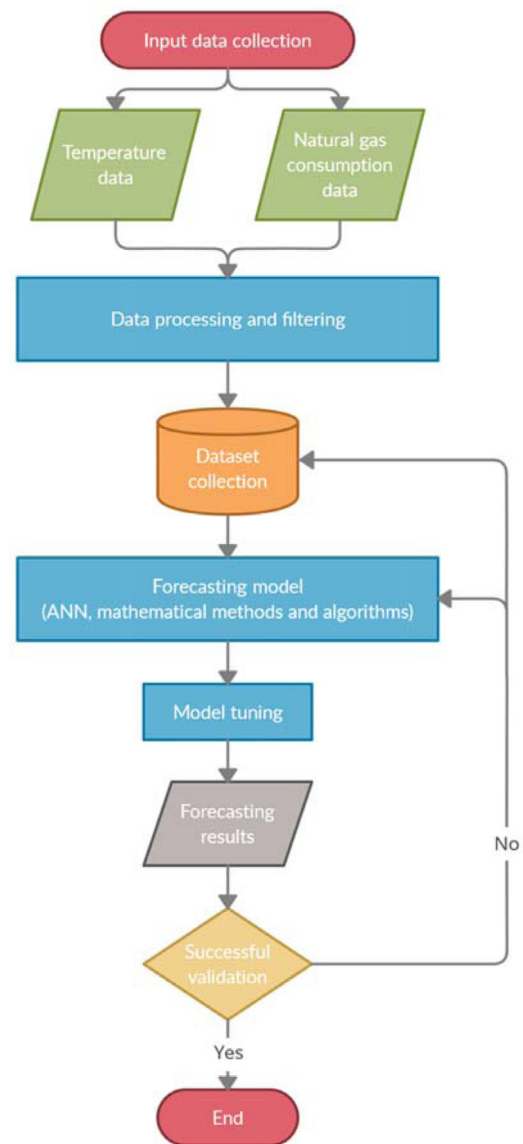 Input data collection
Temperature
data
Natural gas
consumption
data
Data processing and filtering
Dataset
collection
Forecasting model
(ANN, mathematical methods and algorithms)
Model tuning
Forecasting
results
No
Successful
validation
Yes
End